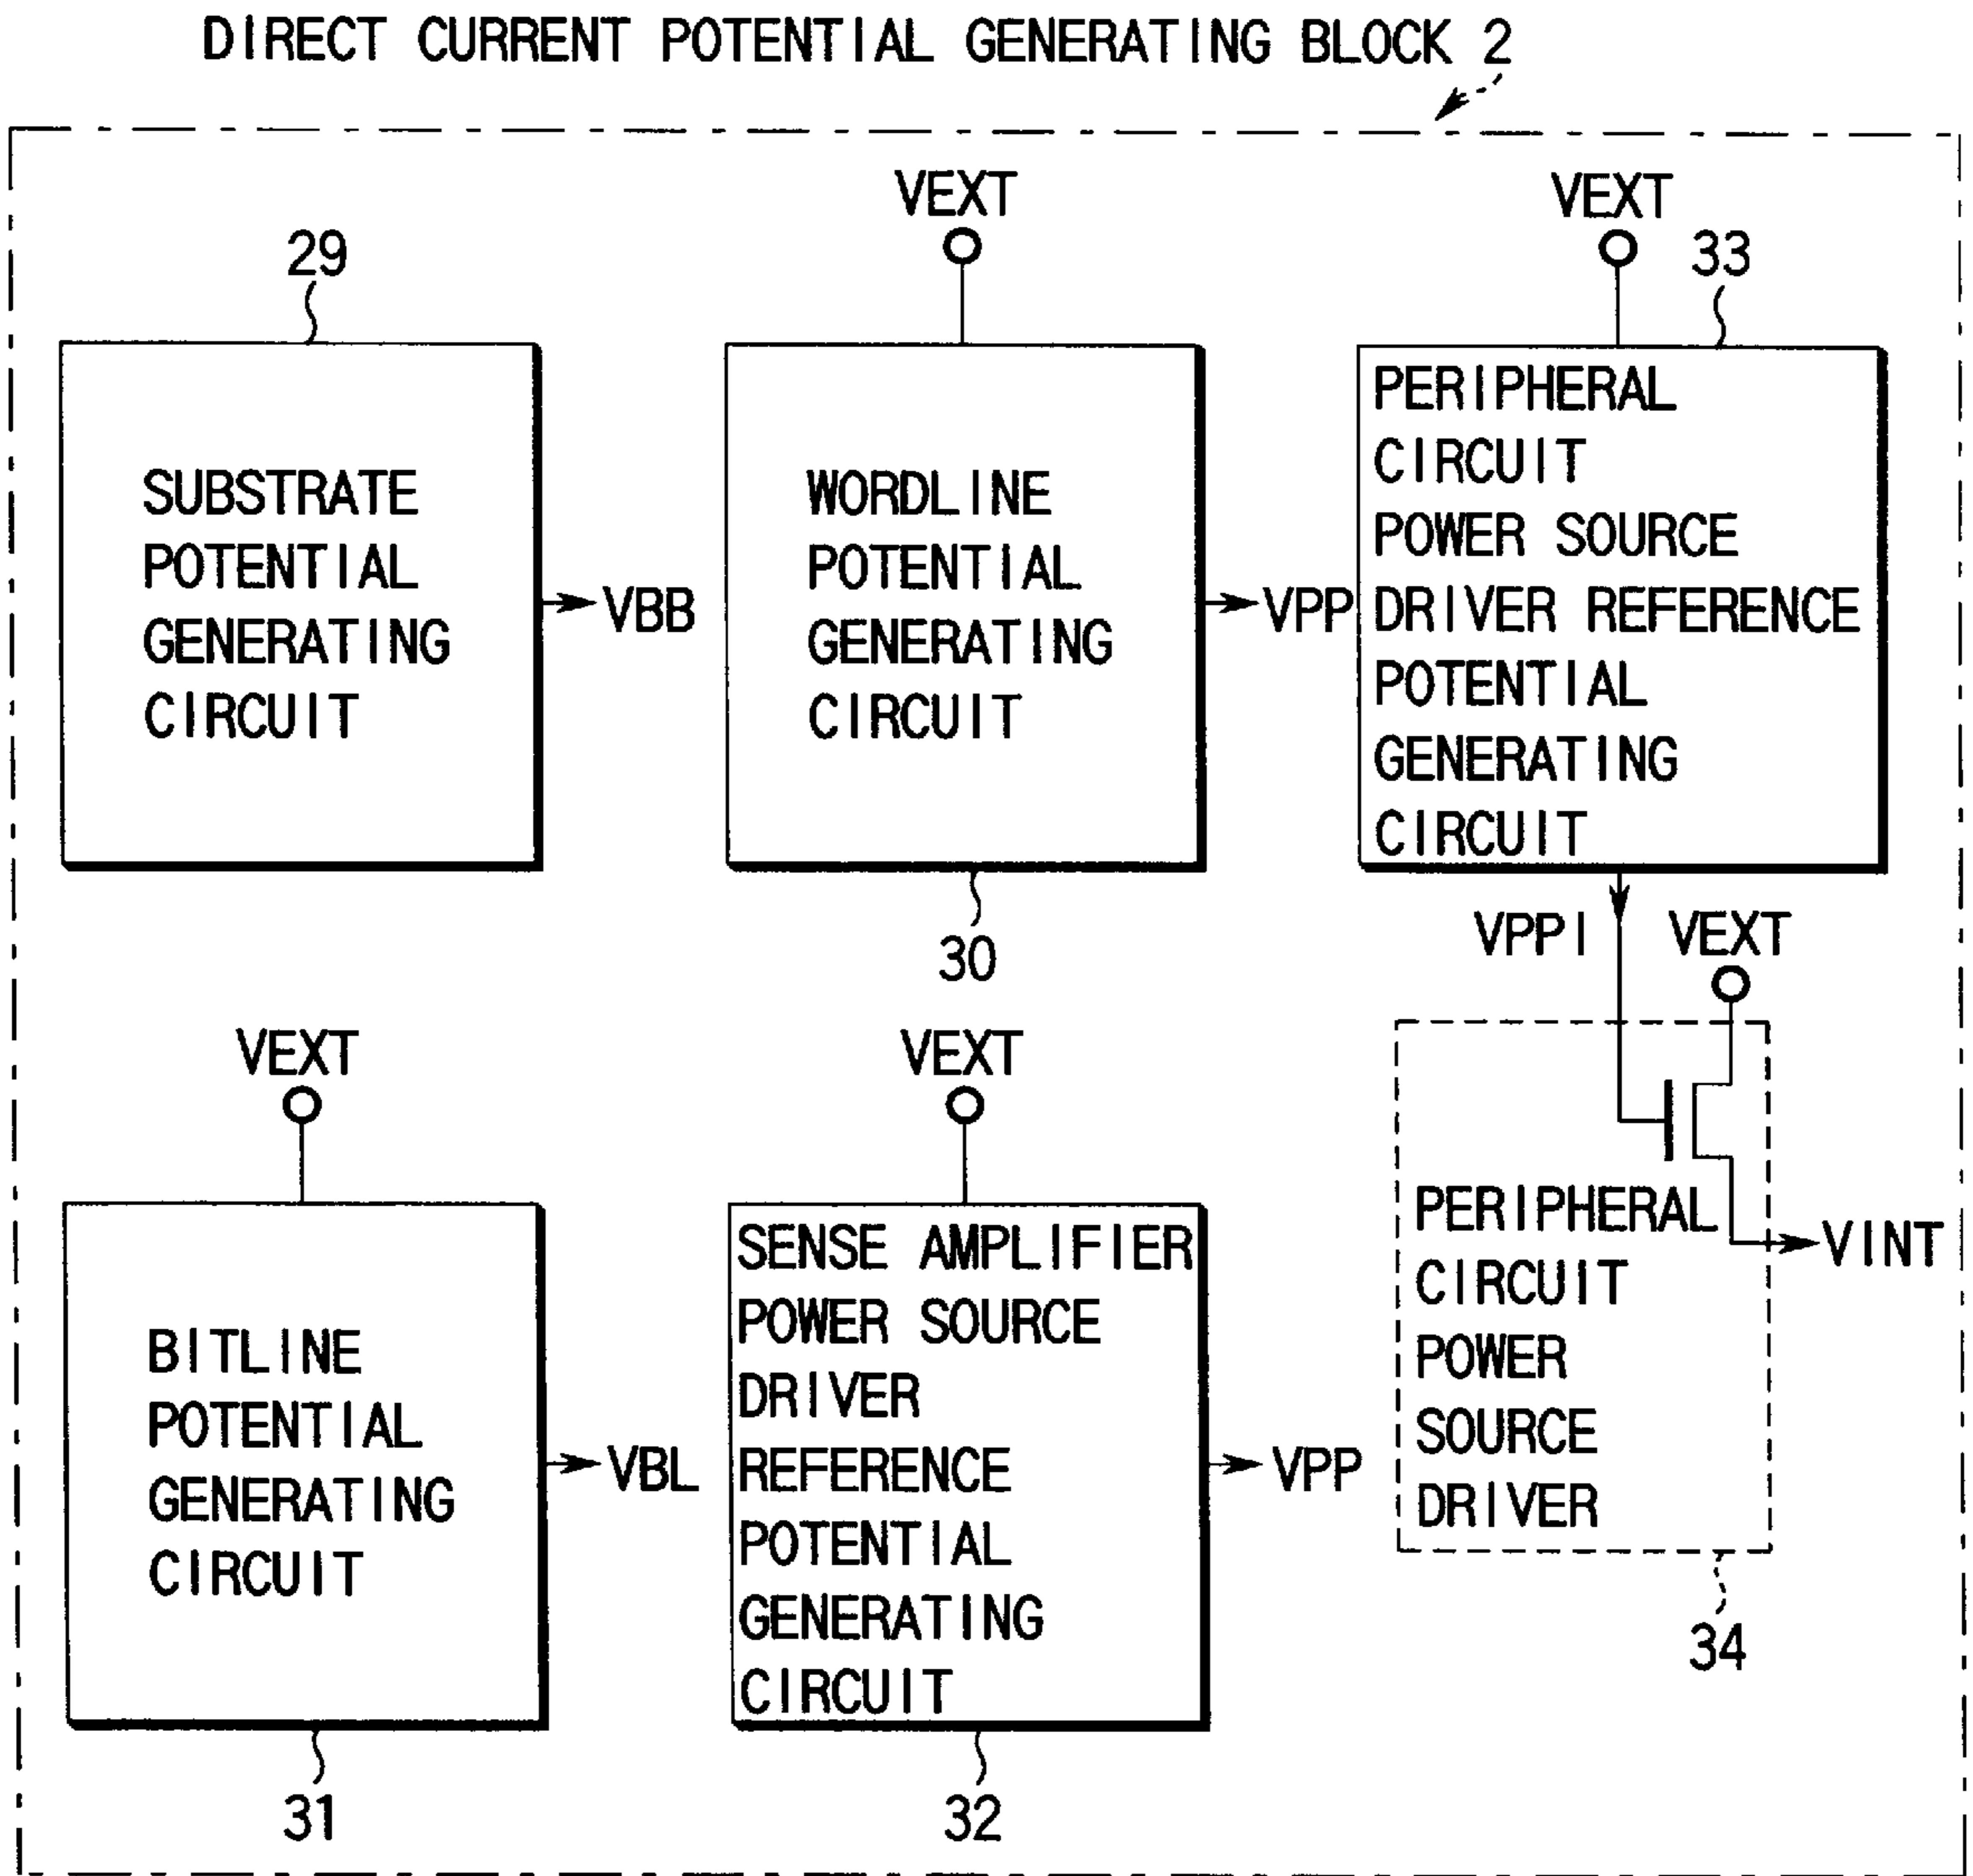 DIRECT CURRENT POTENTIAL GENERATING BLOCK 2
VEXT
VEXT
29
33
SUBSTRATE
POTENTIAL
GENERATING
CIRCUIT
VBB
WORDLINE
POTENTIAL
GENERATING
CIRCUIT
VPP
30
PERIPHERAL
CIRCUIT
POWER SOURCE
DRIVER REFERENCE
POTENTIAL
GENERATING
CIRCUIT
VPPI
VEXT
VEXT
VEXT
BITLINE
POTENTIAL
GENERATING
CIRCUIT
VBL
31
SENSE AMPLIFIER
POWER SOURCE
DRIVER
REFERENCE
POTENTIAL
GENERATING
CIRCUIT
VPP
32
PERIPHERAL
CIRCUIT
POWER
SOURCE
DRIVER
VINT
34